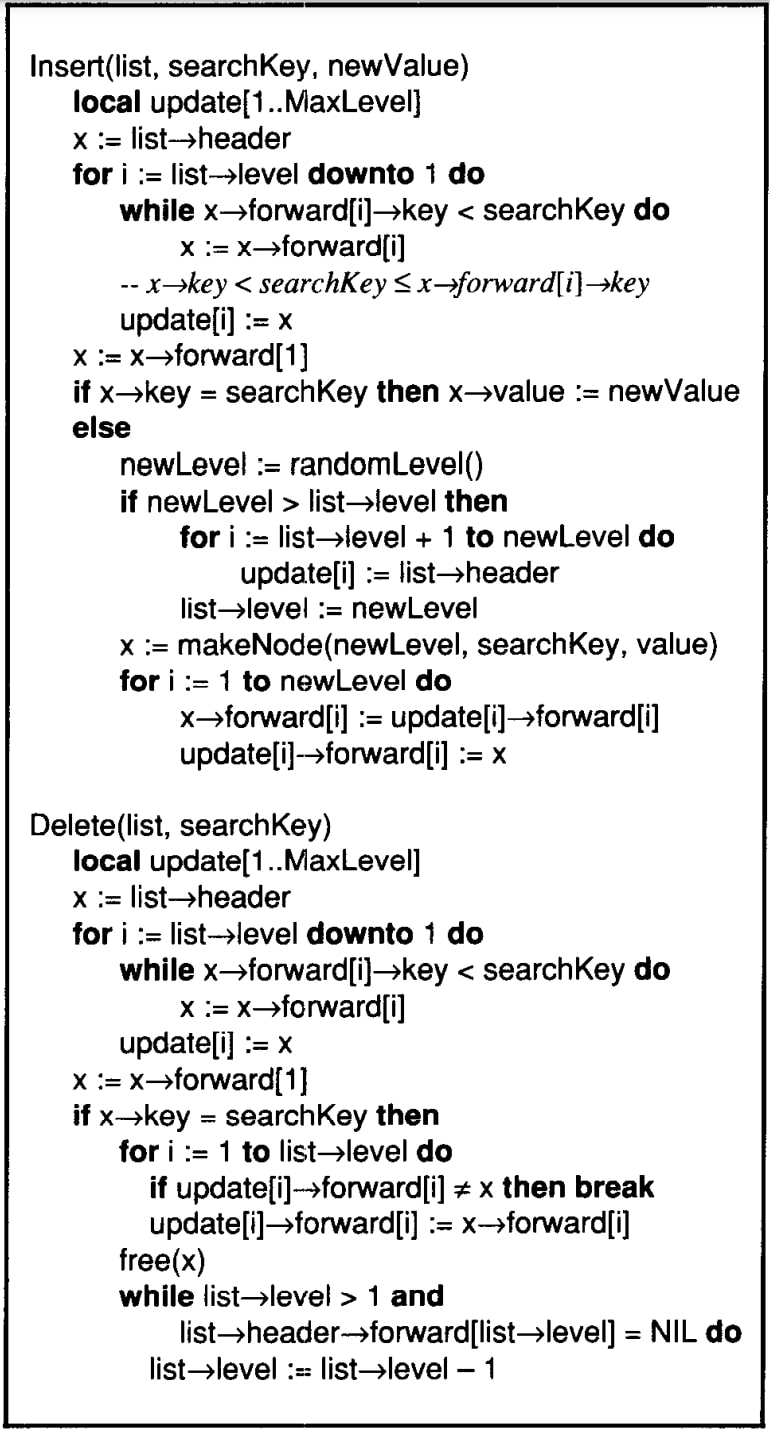 Insert(list, searchKey, newValue)
local update[1..MaxLevel]
x := list→header
for i := list→level downto 1 do
while x→forward[i]→key < searchKey do
x := x→forward[i]
-- x→key < searchKey ≤ x→forward[i]→key
update[i] := x
x := x→forward[1]
if x→key = searchKey then x→value := newValue
else
newLevel := randomLevel()
if newLevel > list→level then
for i := list→level + 1 to newLevel do
update[i] := list→header
list→level := newLevel
x := makeNode(newLevel, searchKey, value)
for i := 1 to newLevel do
x→forward[i] := update[i]→forward[i]
update[i]→forward[i] := x
Delete(list, searchKey)
local update[1..MaxLevel]
x := list→header
for i := list→level downto 1 do
while x→forward[i]→key < searchKey do
x := x→forward[i]
update[i] := x
x := x→forward[1]
if x→key = searchKey then
for i := 1 to list→level do
if update[i]→forward[i] ≠ x then break
update[i]→forward[i] := x→forward[i]
free(x)
while list→level > 1 and
list→header→forward[list→level] = NIL do
list→level := list→level – 1